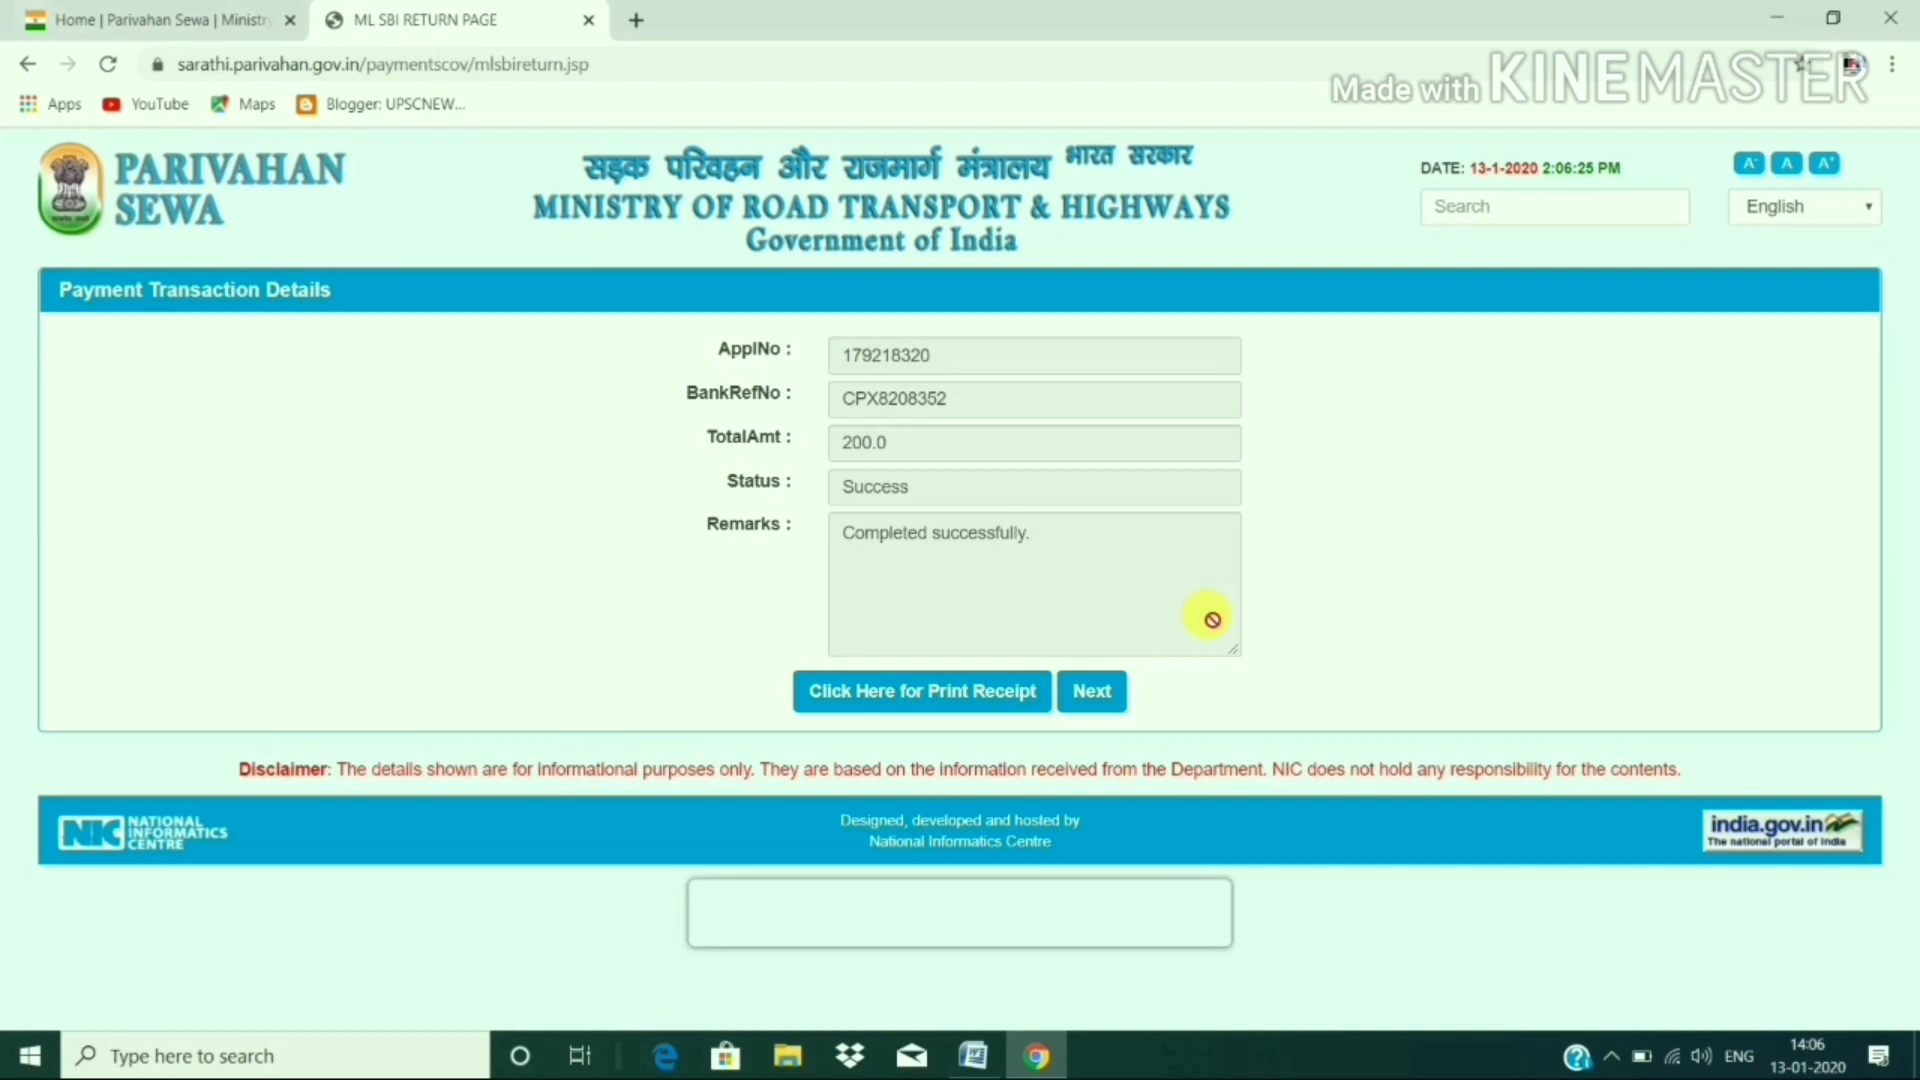 Home | Parivahan Sewa | Ministr
ML SBI RETURN PAGE
sarathi.parivahan.gov.in/paymentscov/mlsbireturn.jsp
Made with KINEMASTER
Apps
YouTube
Maps
Blogger: UPSCNEW...
PARIVAHAN
SEWA
सड़क परिवहन और राजमार्ग मंत्रालय भारत सरकार
MINISTRY OF ROAD TRANSPORT & HIGHWAYS
Government of India
DATE: 13-1-2020 2:06:25 PM
A- A A+
Search
English
Payment Transaction Details
ApplNo : 179218320
BankRefNo : CPX8208352
TotalAmt : 200.0
Status : Success
Remarks : Completed successfully.
Click Here for Print Receipt
Next
Disclaimer: The details shown are for informational purposes only. They are based on the information received from the Department. NIC does not hold any responsibility for the contents.
NIC NATIONAL
INFORMATICS
CENTRE
Designed, developed and hosted by
National Informatics Centre
india.gov.in
The national portal of India
Type here to search
ENG
14:06
13-01-2020